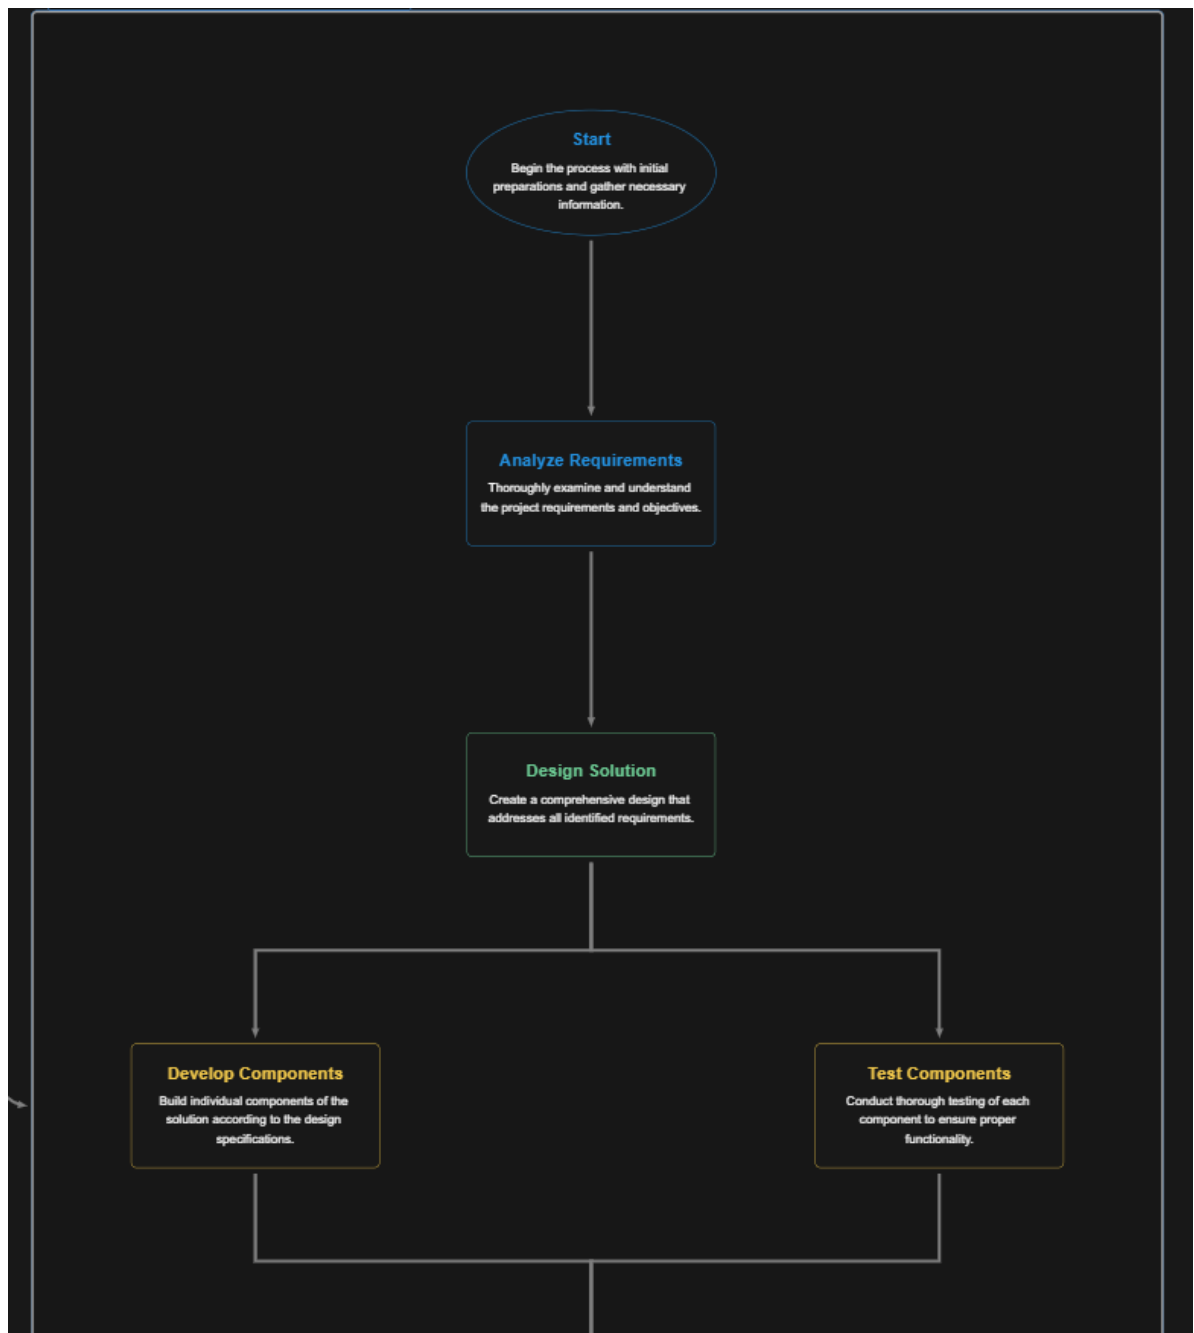 Start
Begin the process with initial
preparations and gather necessary
information.
Analyze Requirements
Thoroughly examine and understand
the project requirements and objectives.
Design Solution
Create a comprehensive design that
addresses all identified requirements.
Develop Components
Build individual components of the
solution according to the design
specifications.
Test Components
Conduct thorough testing of each
component to ensure proper
functionality.